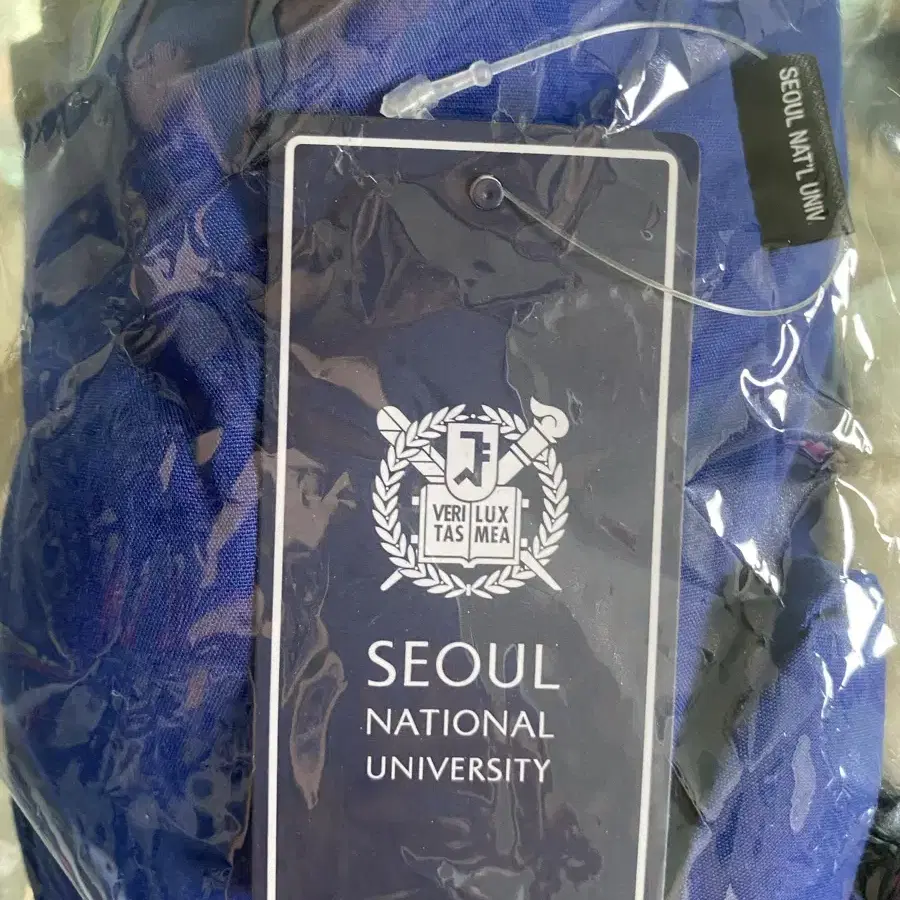 SEOUL NAT'L UNIV.
VERI LUX
TAS MEA
SEOUL
NATIONAL
UNIVERSITY